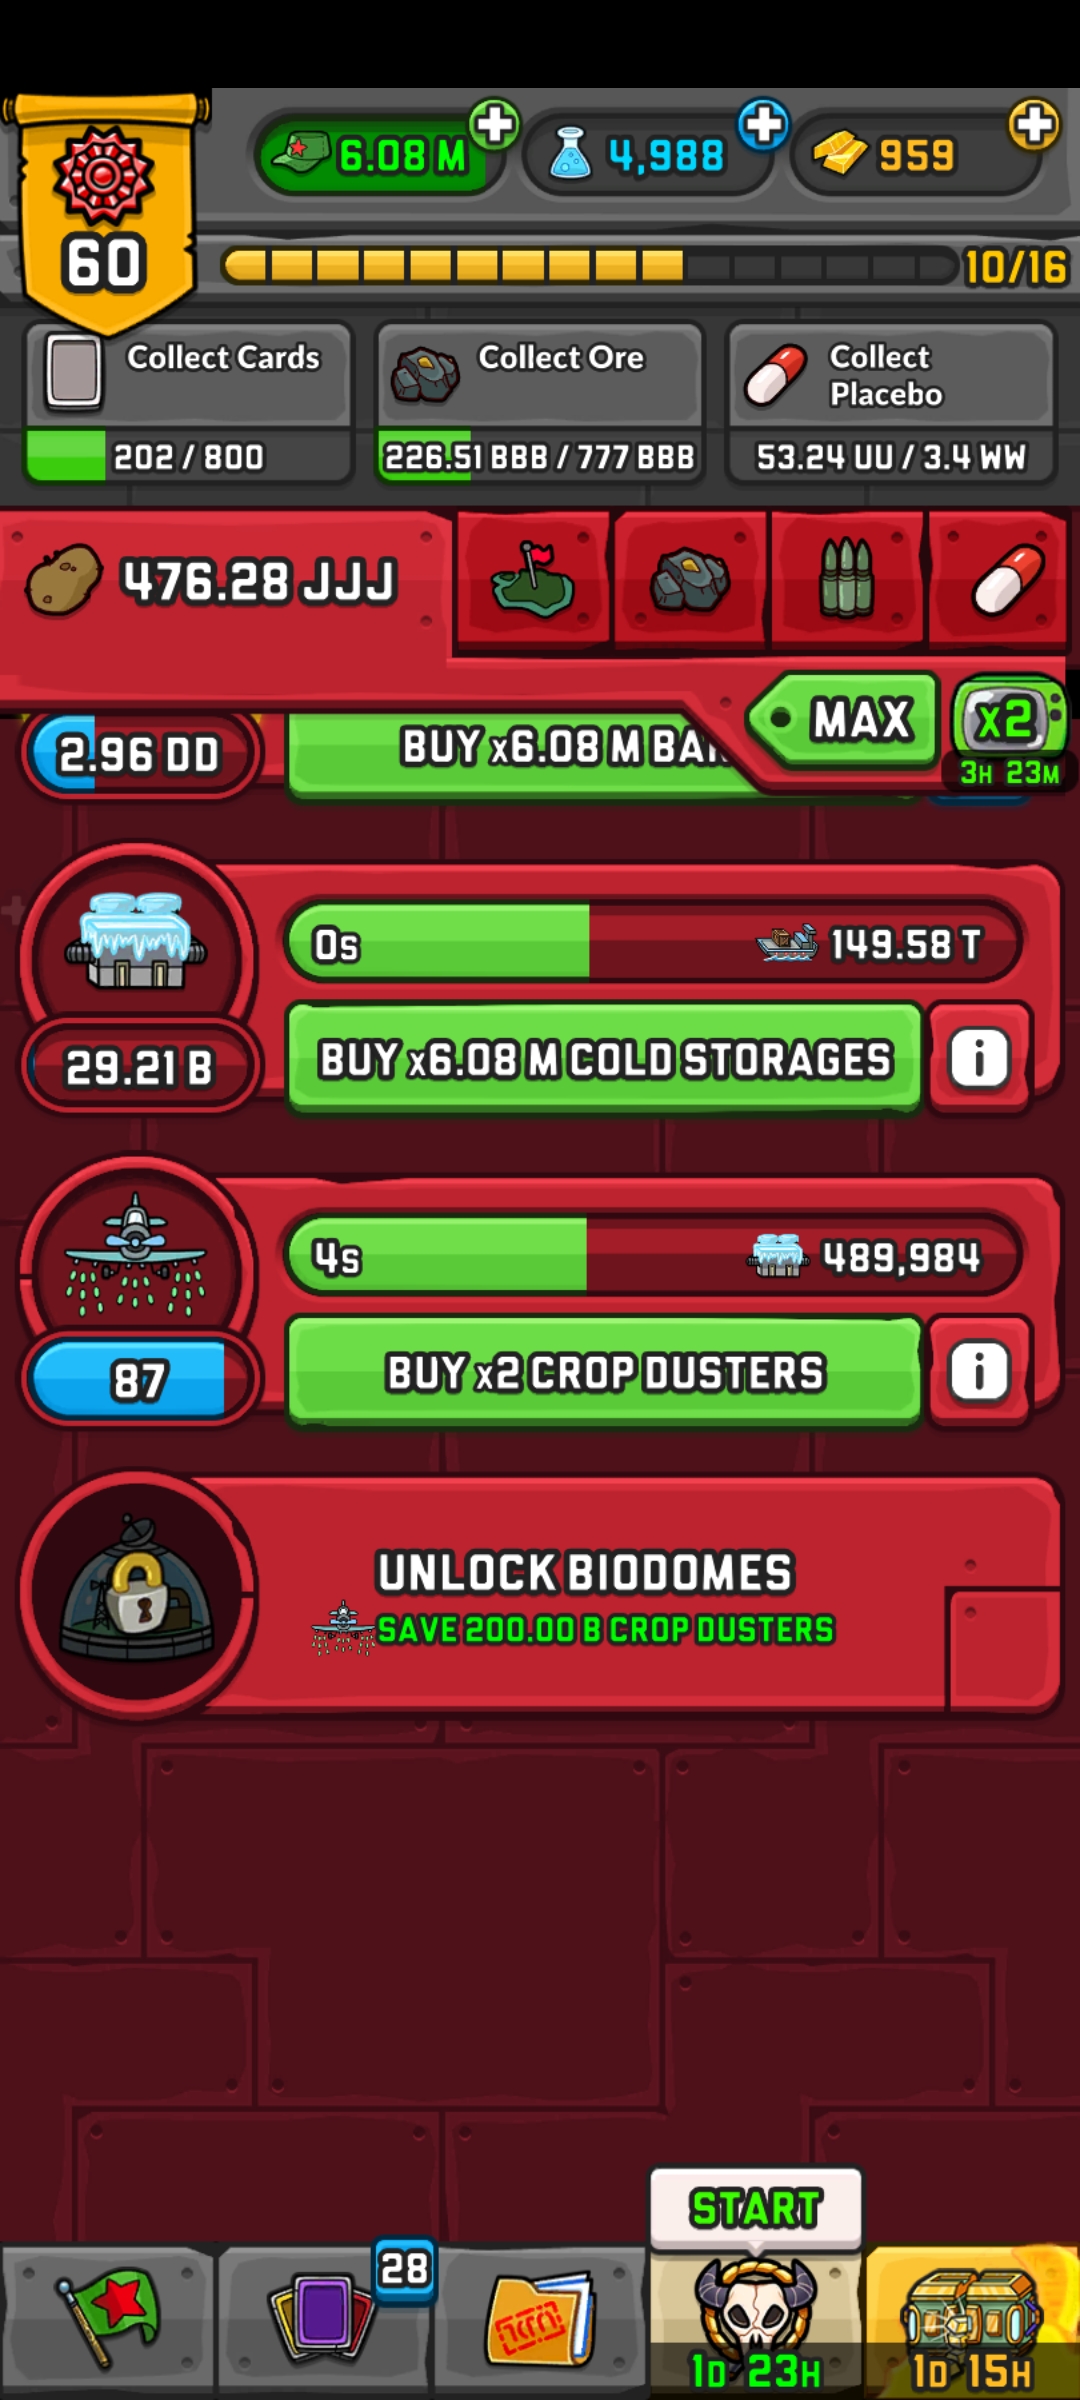 6.08 M
4,988
959
60
10/16
Collect Cards
202 / 800
Collect Ore
226.51 BBB / 777 BBB
Collect
Placebo
53.24 UU / 3.4 WW
476.28 JJJ
MAX
x2
3H 23M
2.96 DD
BUY x6.08 M
0s
149.58 T
29.21 B
BUY x6.08 M COLD STORAGES
i
4s
489,984
87
BUY x2 CROP DUSTERS
i
UNLOCK BIODOMES
SAVE 200.00 B CROP DUSTERS
START
28
1D 23H
1D 15H